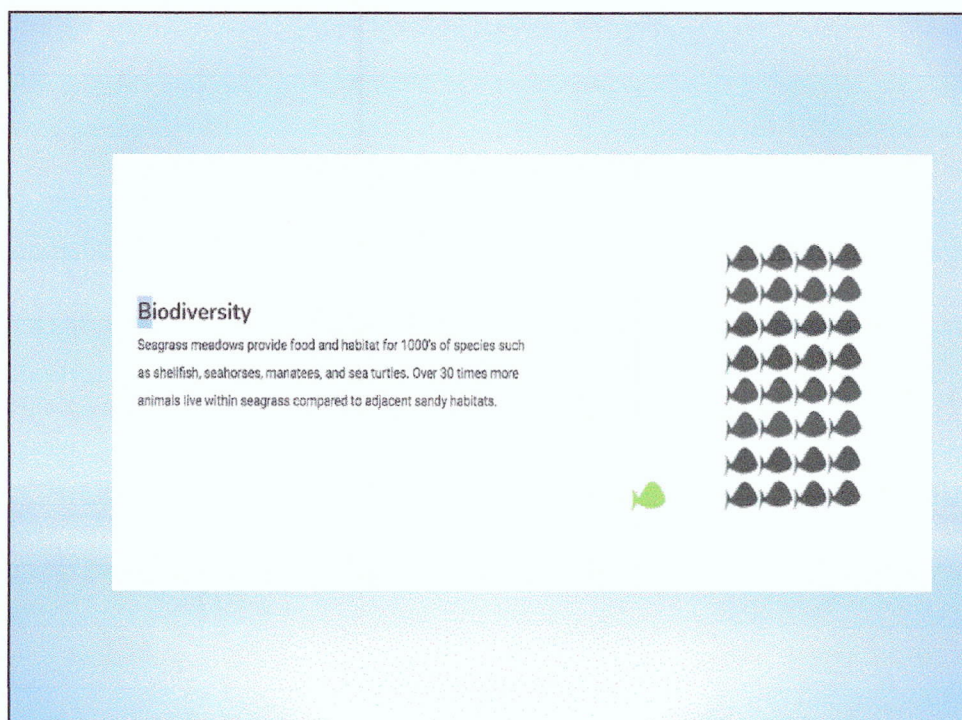 Biodiversity
Seagrass meadows provide food and habitat for 1000's of species such
as shellfish, seahorses, manatees, and sea turtles. Over 30 times more
animals live within seagrass compared to adjacent sandy habitats.